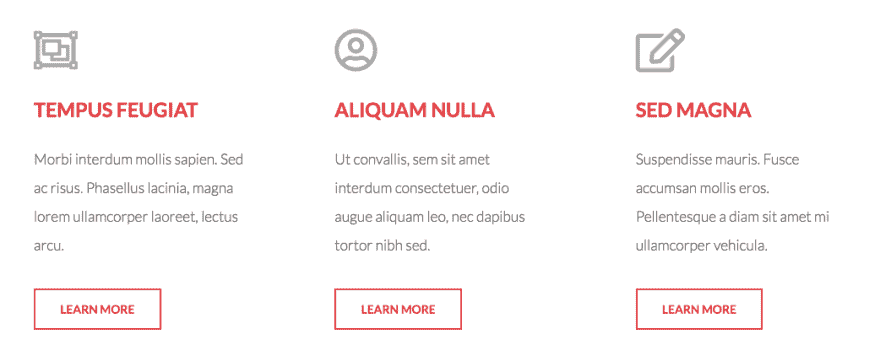 TEMPUS FEUGIAT
Morbi interdum mollis sapien. Sed
ac risus. Phasellus lacinia, magna
lorem ullamcorper laoreet, lectus
arcu.
LEARN MORE
ALIQUAM NULLA
Ut convallis, sem sit amet
interdum consectetuer, odio
augue aliquam leo, nec dapibus
tortor nibh sed.
LEARN MORE
SED MAGNA
Suspendisse mauris. Fusce
accumsan mollis eros.
Pellentesque a diam sit amet mi
ullamcorper vehicula.
LEARN MORE